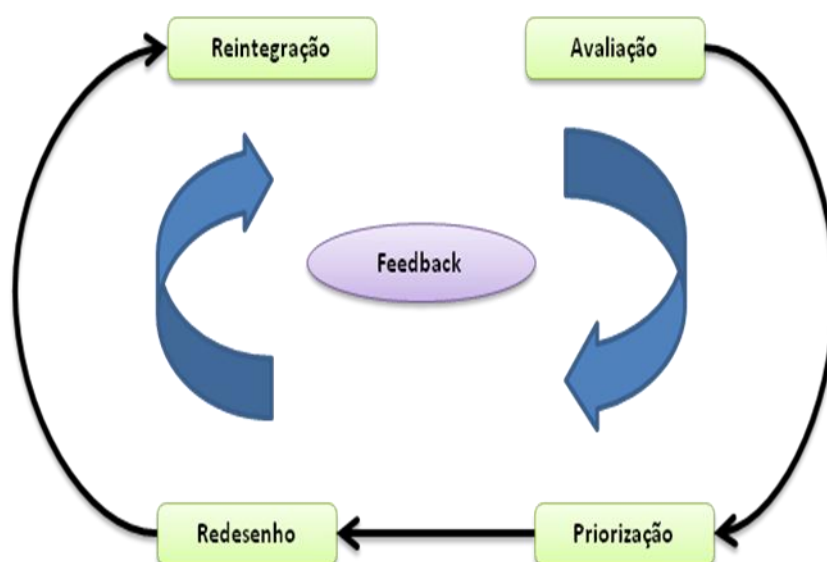 Reintegração
Avaliação
Feedback
Redesenho
Priorização